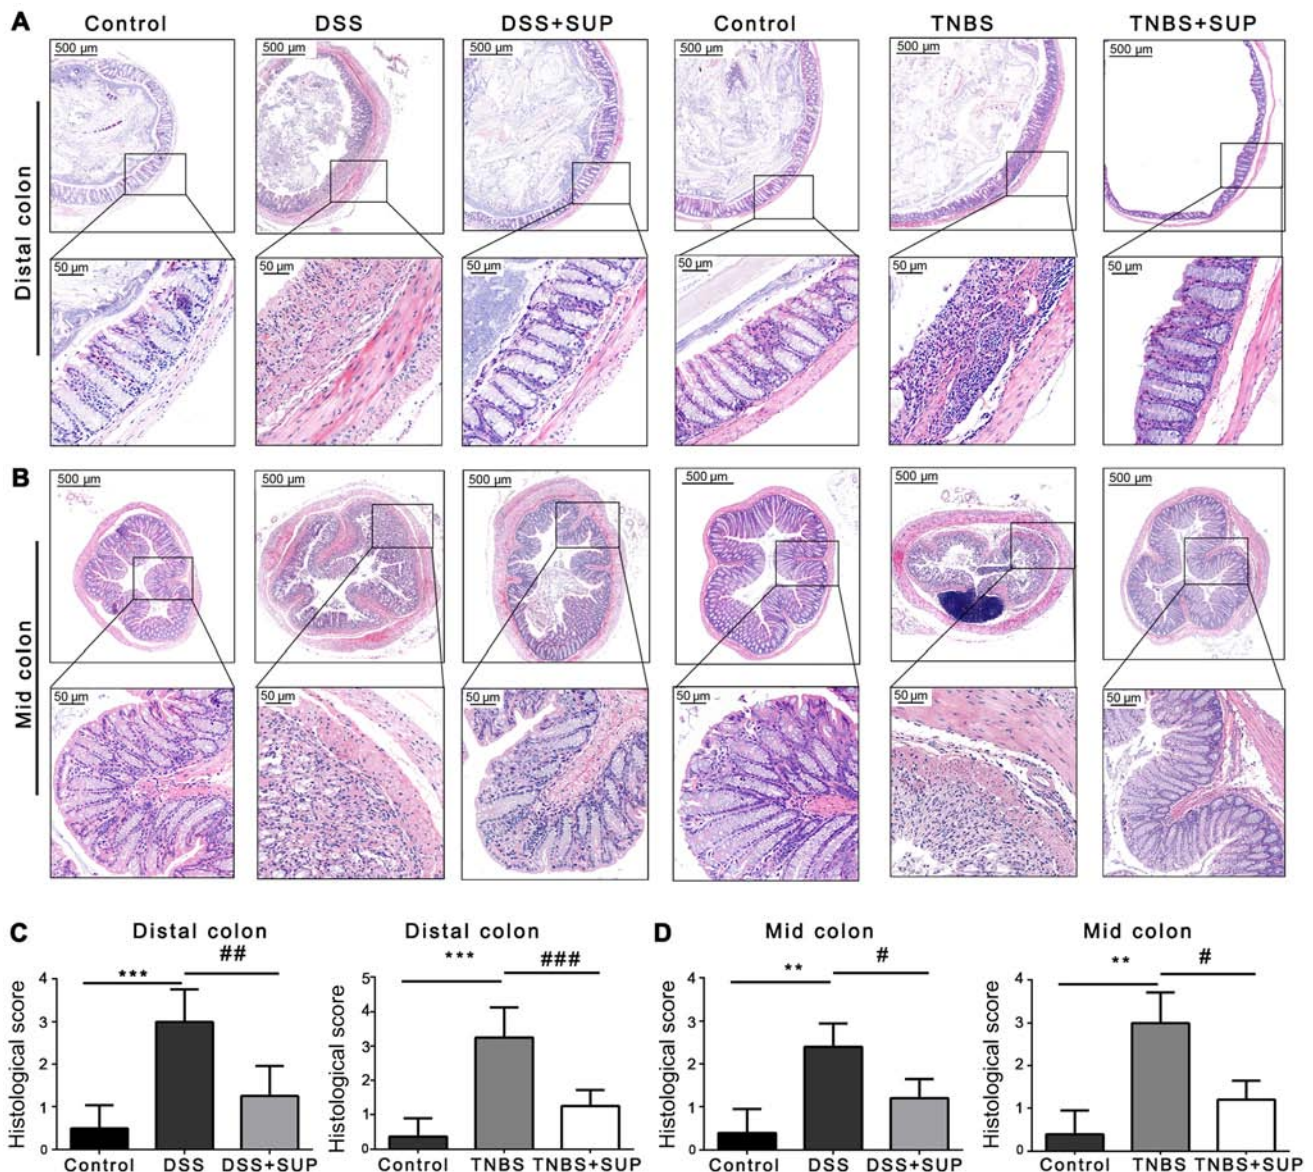 A Control DSS DSS+SUP Control TNBS TNBS+SUP
500 µm 500 µm 500 µm 500 µm 500 µm 500 µm
Distal colon
50 µm 50 µm 50 µm 50 µm 50 µm 50 µm
B
500 µm 500 µm 500 µm 500 µm 500 µm 500 µm
Mid colon
50 µm 50 µm 50 µm 50 µm 50 µm 50 µm
C Distal colon Distal colon D Mid colon Mid colon
*** ## *** ### ** # ** #
Histological score
4
3
2
1
0
Control DSS DSS+SUP
Histological score
5
4
3
2
1
0
Control TNBS TNBS+SUP
Histological score
4
3
2
1
0
Control DSS DSS+SUP
Histological score
4
3
2
1
0
Control TNBS TNBS+SUP